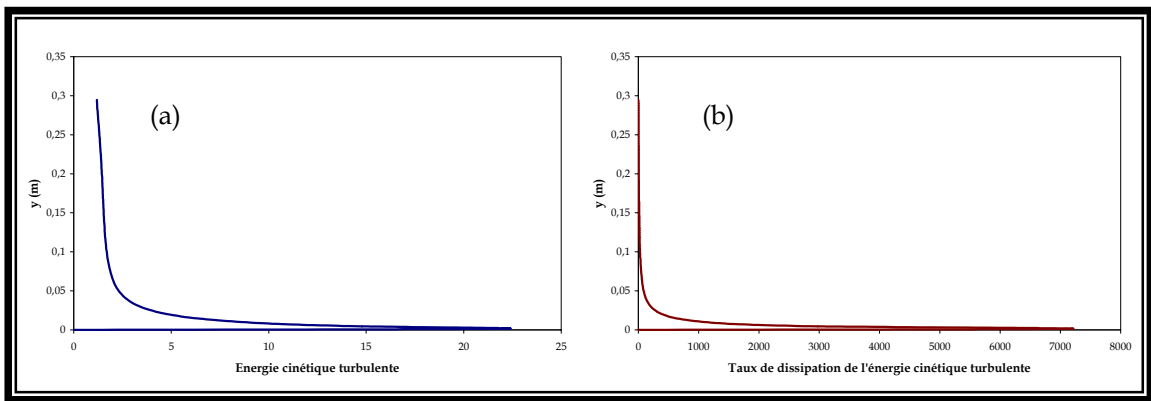 0,35
0,3
0,25
0,2
0,15
0,1
0,05
0
y (m)
(a)
0 5 10 15 20 25
Energie cinétique turbulente
0,35
0,3
0,25
0,2
0,15
0,1
0,05
0
y (m)
(b)
0 1000 2000 3000 4000 5000 6000 7000 8000
Taux de dissipation de l'énergie cinétique turbulente